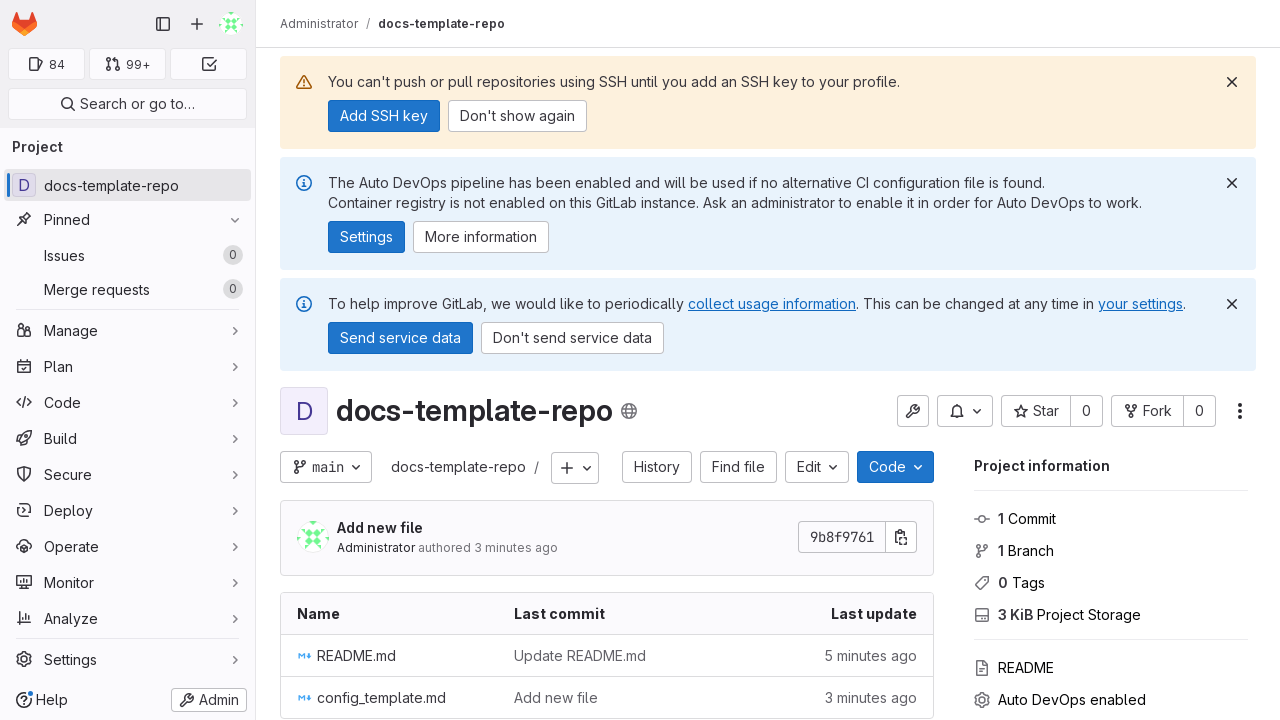 Administrator / docs-template-repo
84
99+
Search or go to…
Project
D docs-template-repo
Pinned
Issues 0
Merge requests 0
Manage
Plan
Code
Build
Secure
Deploy
Operate
Monitor
Analyze
Settings
Help
Admin
You can't push or pull repositories using SSH until you add an SSH key to your profile.
Add SSH key
Don't show again
The Auto DevOps pipeline has been enabled and will be used if no alternative CI configuration file is found.
Container registry is not enabled on this GitLab instance. Ask an administrator to enable it in order for Auto DevOps to work.
Settings
More information
To help improve GitLab, we would like to periodically collect usage information. This can be changed at any time in your settings.
Send service data
Don't send service data
D docs-template-repo
Star 0
Fork 0
main
docs-template-repo /
History
Find file
Edit
Code
Add new file
Administrator authored 3 minutes ago
9b8f9761
Name Last commit Last update
README.md Update README.md 5 minutes ago
config_template.md Add new file 3 minutes ago
Project information
1 Commit
1 Branch
0 Tags
3 KiB Project Storage
README
Auto DevOps enabled